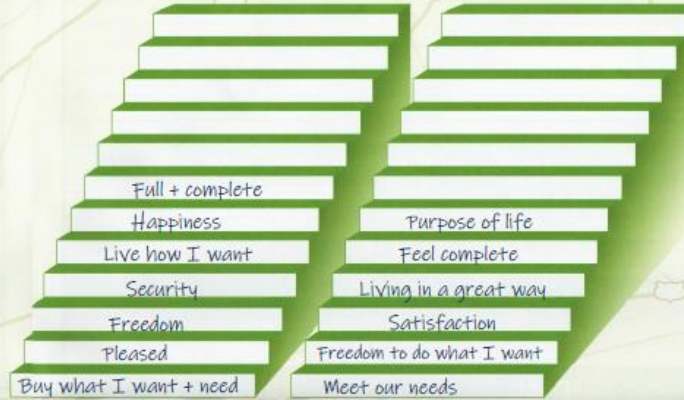 Full + complete
Happiness
Live how I want
Security
Freedom
Pleased
Buy what I want + need
Purpose of life
Feel complete
Living in a great way
Satisfaction
Freedom to do what I want
Meet our needs